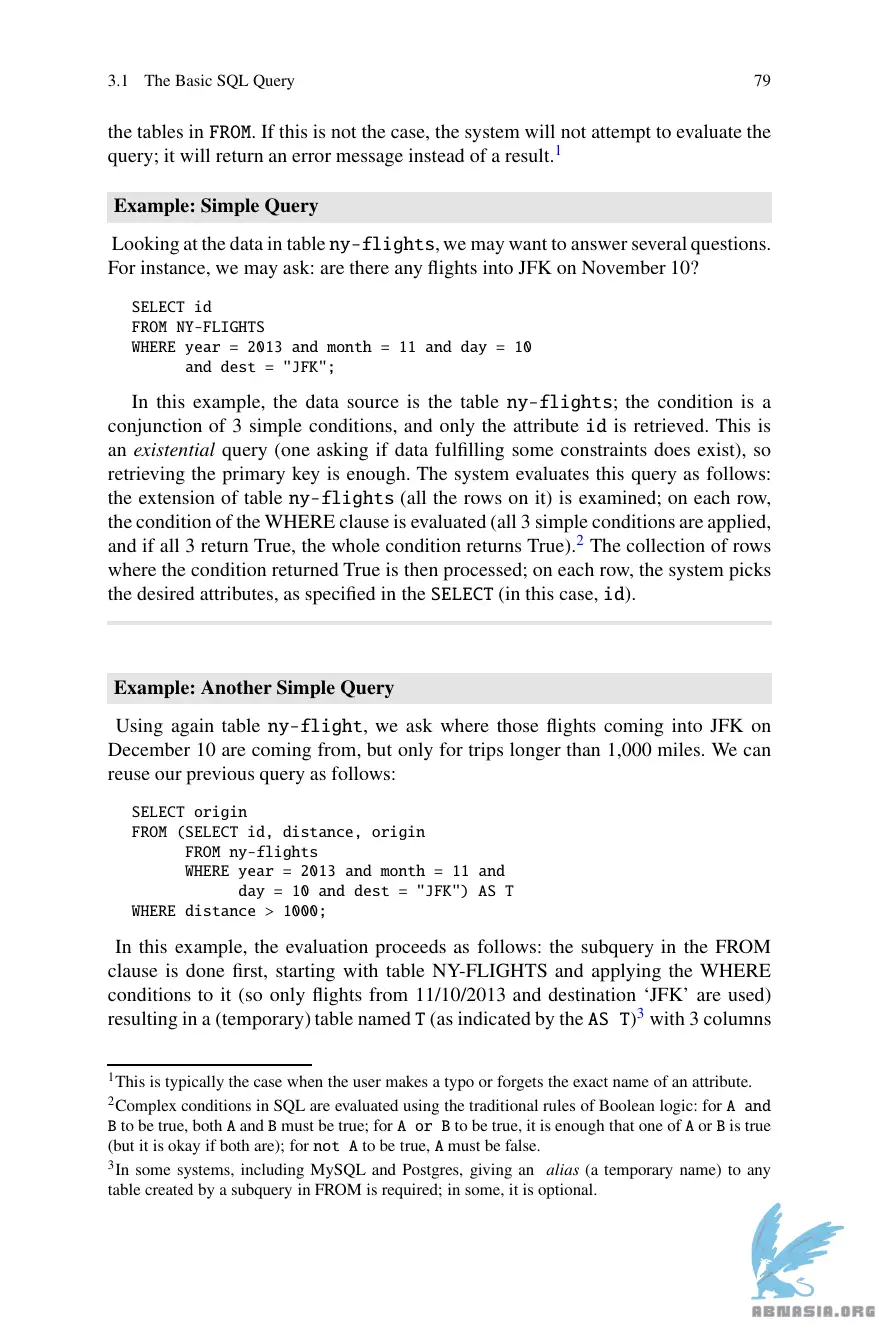 3.1 The Basic SQL Query 79
the tables in FROM. If this is not the case, the system will not attempt to evaluate the
query; it will return an error message instead of a result.1
Example: Simple Query
Looking at the data in table ny-flights, we may want to answer several questions.
For instance, we may ask: are there any flights into JFK on November 10?
SELECT id
FROM NY-FLIGHTS
WHERE year = 2013 and month = 11 and day = 10
and dest = "JFK";
In this example, the data source is the table ny-flights; the condition is a
conjunction of 3 simple conditions, and only the attribute id is retrieved. This is
an existential query (one asking if data fulfilling some constraints does exist), so
retrieving the primary key is enough. The system evaluates this query as follows:
the extension of table ny-flights (all the rows on it) is examined; on each row,
the condition of the WHERE clause is evaluated (all 3 simple conditions are applied,
and if all 3 return True, the whole condition returns True).2 The collection of rows
where the condition returned True is then processed; on each row, the system picks
the desired attributes, as specified in the SELECT (in this case, id).
Example: Another Simple Query
Using again table ny-flight, we ask where those flights coming into JFK on
December 10 are coming from, but only for trips longer than 1,000 miles. We can
reuse our previous query as follows:
SELECT origin
FROM (SELECT id, distance, origin
FROM ny-flights
WHERE year = 2013 and month = 11 and
day = 10 and dest = "JFK") AS T
WHERE distance > 1000;
In this example, the evaluation proceeds as follows: the subquery in the FROM
clause is done first, starting with table NY-FLIGHTS and applying the WHERE
conditions to it (so only flights from 11/10/2013 and destination ‘JFK’ are used)
resulting in a (temporary) table named T (as indicated by the AS T)3 with 3 columns
1This is typically the case when the user makes a typo or forgets the exact name of an attribute.
2Complex conditions in SQL are evaluated using the traditional rules of Boolean logic: for A and
B to be true, both A and B must be true; for A or B to be true, it is enough that one of A or B is true
(but it is okay if both are); for not A to be true, A must be false.
3In some systems, including MySQL and Postgres, giving an alias (a temporary name) to any
table created by a subquery in FROM is required; in some, it is optional.
ABNASIA.ORG